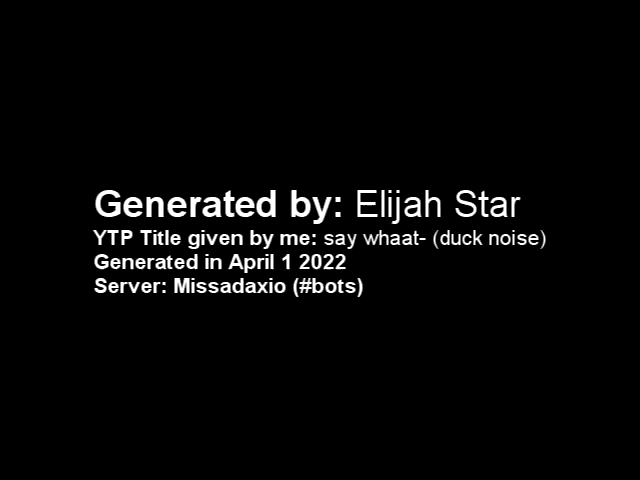 Generated by: Elijah Star
YTP Title given by me: say whaat- (duck noise)
Generated in April 1 2022
Server: Missadaxio (#bots)